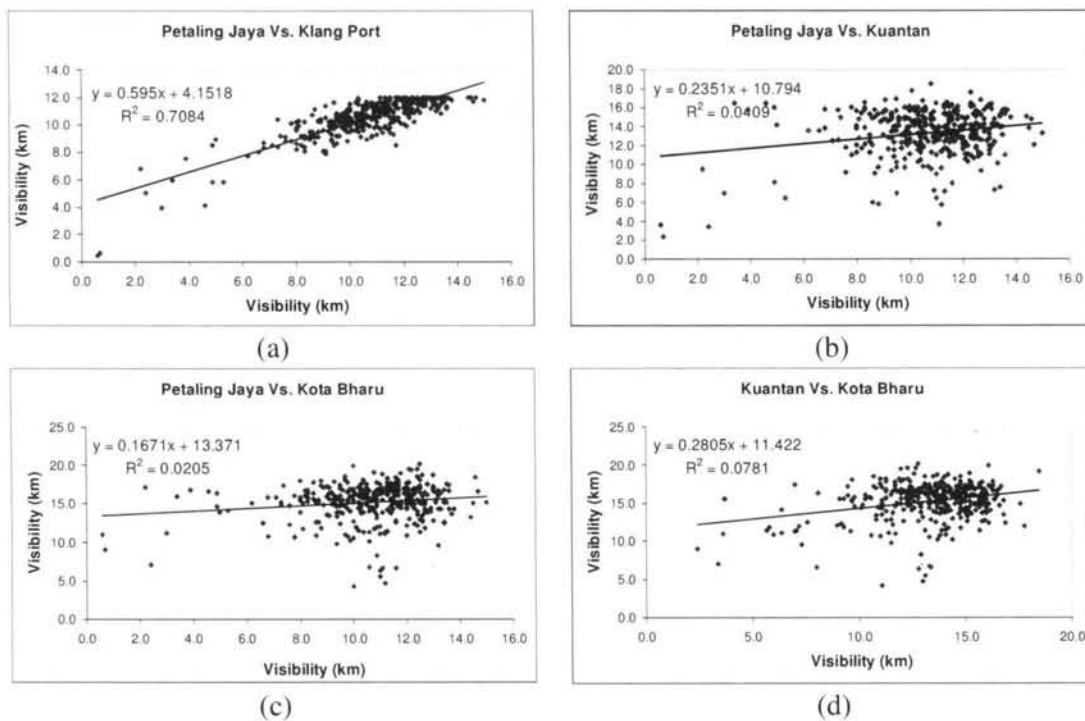 Petaling Jaya Vs. Klang Port
14.0
12.0
10.0
8.0
6.0
4.0
2.0
0.0
Visibility (km)
y = 0.595x + 4.1518
R² = 0.7084
0.0 2.0 4.0 6.0 8.0 10.0 12.0 14.0 16.0
Visibility (km)
(a)
Petaling Jaya Vs. Kuantan
20.0
18.0
16.0
14.0
12.0
10.0
8.0
6.0
4.0
2.0
0.0
Visibility (km)
y = 0.2351x + 10.794
R² = 0.0409
0.0 2.0 4.0 6.0 8.0 10.0 12.0 14.0 16.0
Visibility (km)
(b)
Petaling Jaya Vs. Kota Bharu
25.0
20.0
15.0
10.0
5.0
0.0
Visibility (km)
y = 0.1671x + 13.371
R² = 0.0205
0.0 2.0 4.0 6.0 8.0 10.0 12.0 14.0 16.0
Visibility (km)
(c)
Kuantan Vs. Kota Bharu
25.0
20.0
15.0
10.0
5.0
0.0
Visibility (km)
y = 0.2805x + 11.422
R² = 0.0781
0.0 5.0 10.0 15.0 20.0
Visibility (km)
(d)